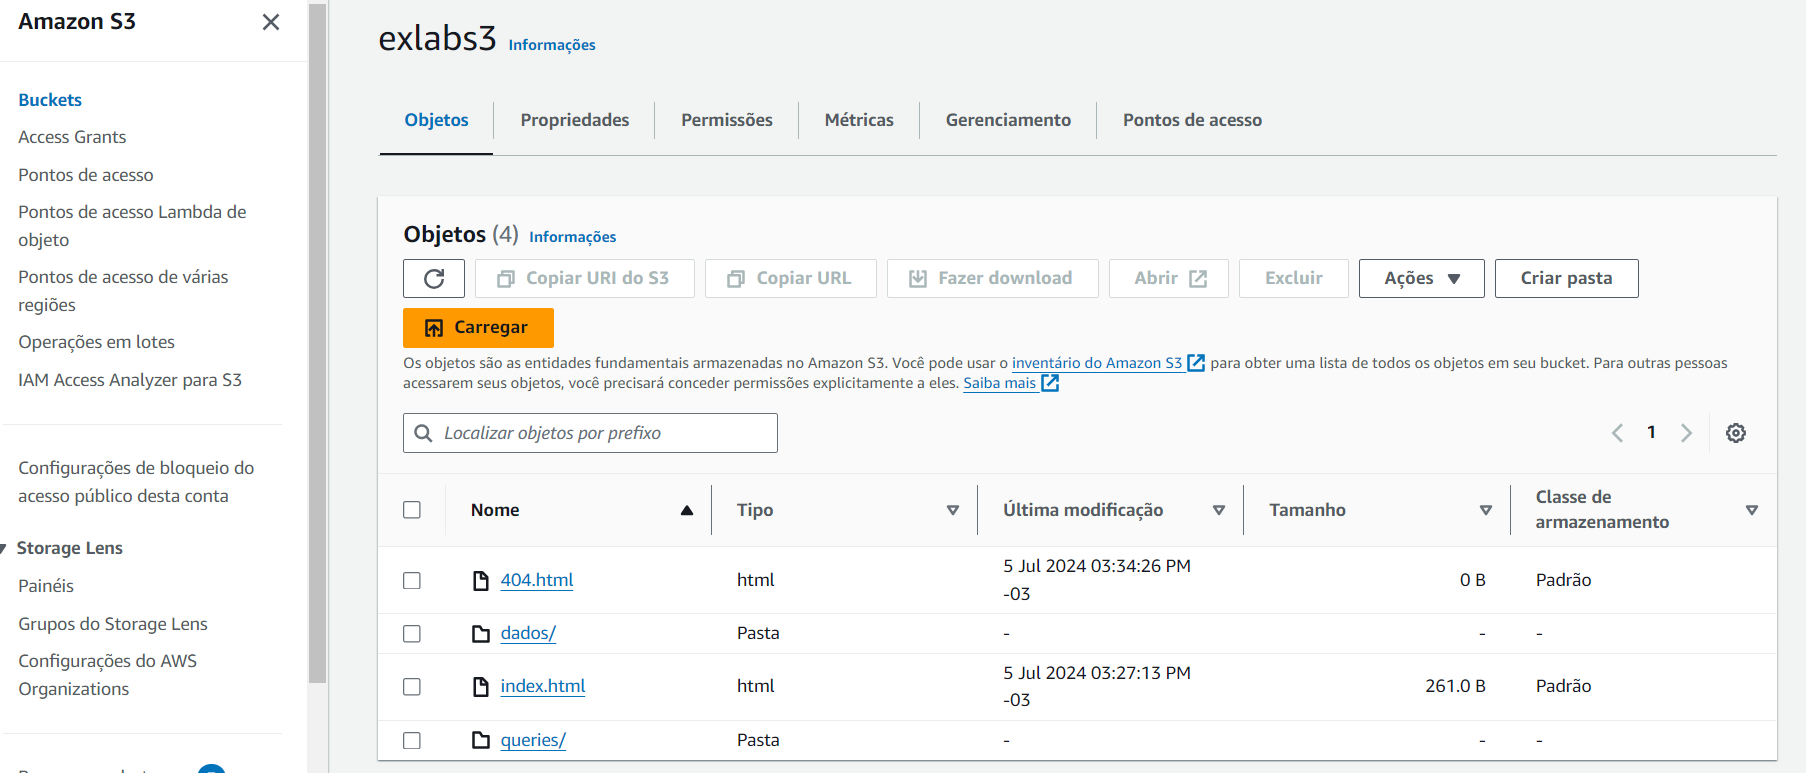 Amazon S3
Buckets
Access Grants
Pontos de acesso
Pontos de acesso Lambda de
objeto
Pontos de acesso de várias
regiões
Operações em lotes
IAM Access Analyzer para S3
Configurações de bloqueio do
acesso público desta conta
Storage Lens
Painéis
Grupos do Storage Lens
Configurações do AWS
Organizations
exlabs3 Informações
Objetos Propriedades Permissões Métricas Gerenciamento Pontos de acesso
Objetos (4) Informações
Copiar URI do S3 Copiar URL Fazer download Abrir Excluir Ações Criar pasta
Carregar
Os objetos são as entidades fundamentais armazenadas no Amazon S3. Você pode usar o inventário do Amazon S3 para obter uma lista de todos os objetos em seu bucket. Para outras pessoas
acessarem seus objetos, você precisará conceder permissões explicitamente a eles. Saiba mais
Localizar objetos por prefixo
1
Nome Tipo Última modificação Tamanho Classe de
armazenamento
404.html html 5 Jul 2024 03:34:26 PM
-03 0 B Padrão
dados/ Pasta - - -
index.html html 5 Jul 2024 03:27:13 PM
-03 261.0 B Padrão
queries/ Pasta - - -